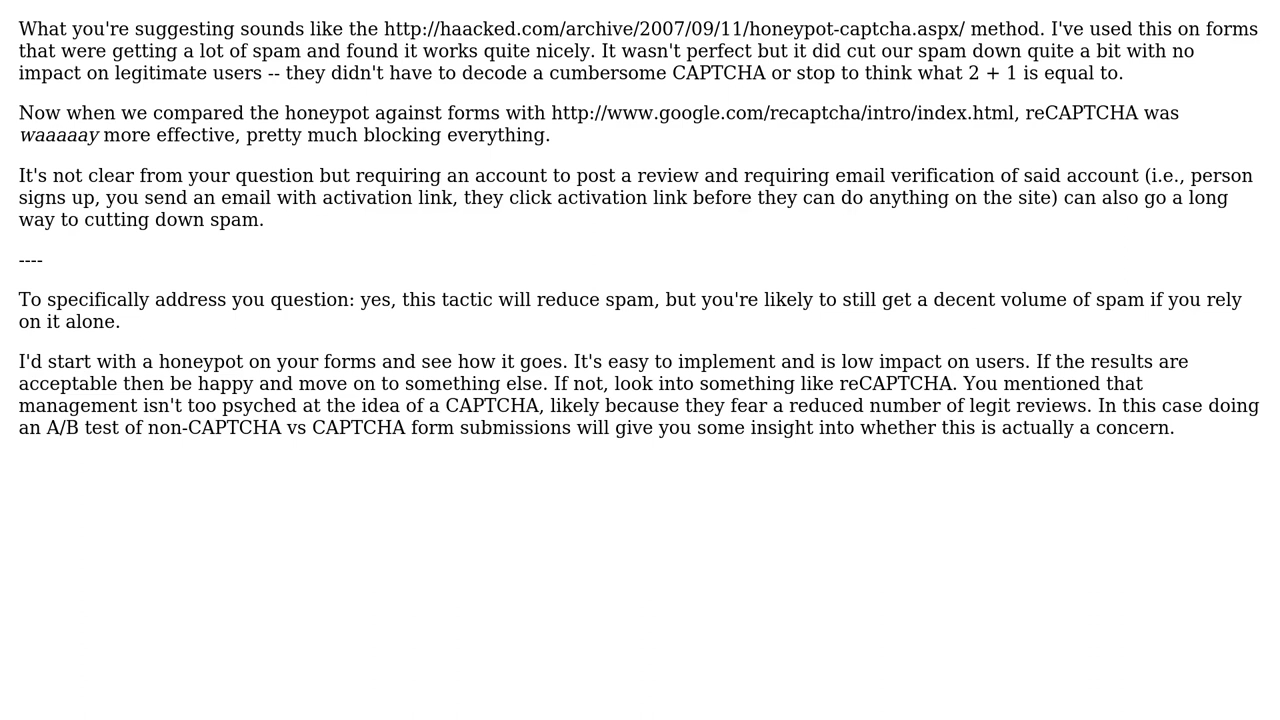 What you're suggesting sounds like the http://haacked.com/archive/2007/09/11/honeypot-captcha.aspx/ method. I've used this on forms
that were getting a lot of spam and found it works quite nicely. It wasn't perfect but it did cut our spam down quite a bit with no
impact on legitimate users -- they didn't have to decode a cumbersome CAPTCHA or stop to think what 2 + 1 is equal to.
Now when we compared the honeypot against forms with http://www.google.com/recaptcha/intro/index.html, reCAPTCHA was
waaaaay more effective, pretty much blocking everything.
It's not clear from your question but requiring an account to post a review and requiring email verification of said account (i.e., person
signs up, you send an email with activation link, they click activation link before they can do anything on the site) can also go a long
way to cutting down spam.
----
To specifically address you question: yes, this tactic will reduce spam, but you're likely to still get a decent volume of spam if you rely
on it alone.
I'd start with a honeypot on your forms and see how it goes. It's easy to implement and is low impact on users. If the results are
acceptable then be happy and move on to something else. If not, look into something like reCAPTCHA. You mentioned that
management isn't too psyched at the idea of a CAPTCHA, likely because they fear a reduced number of legit reviews. In this case doing
an A/B test of non-CAPTCHA vs CAPTCHA form submissions will give you some insight into whether this is actually a concern.